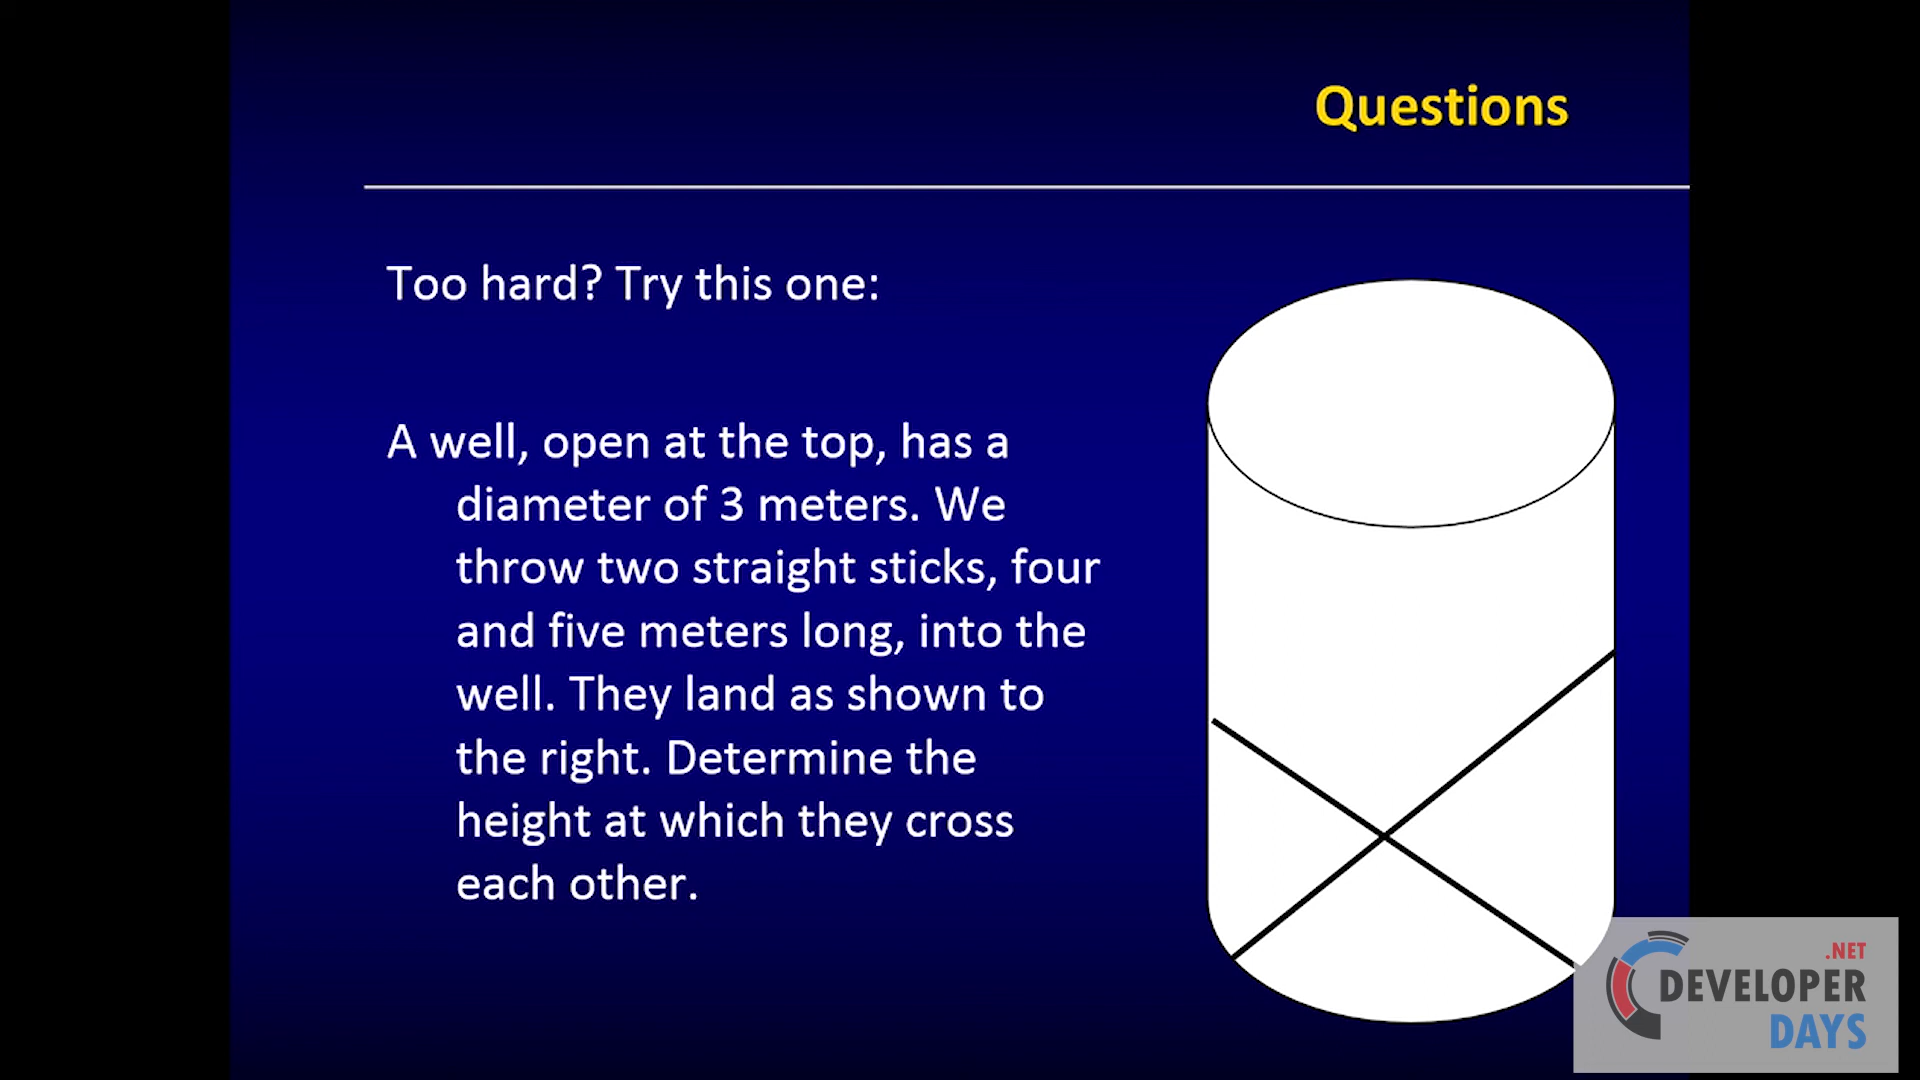 Questions
Too hard? Try this one:
A well, open at the top, has a
diameter of 3 meters. We
throw two straight sticks, four
and five meters long, into the
well. They land as shown to
the right. Determine the
height at which they cross
each other.
.NET
DEVELOPER
DAYS